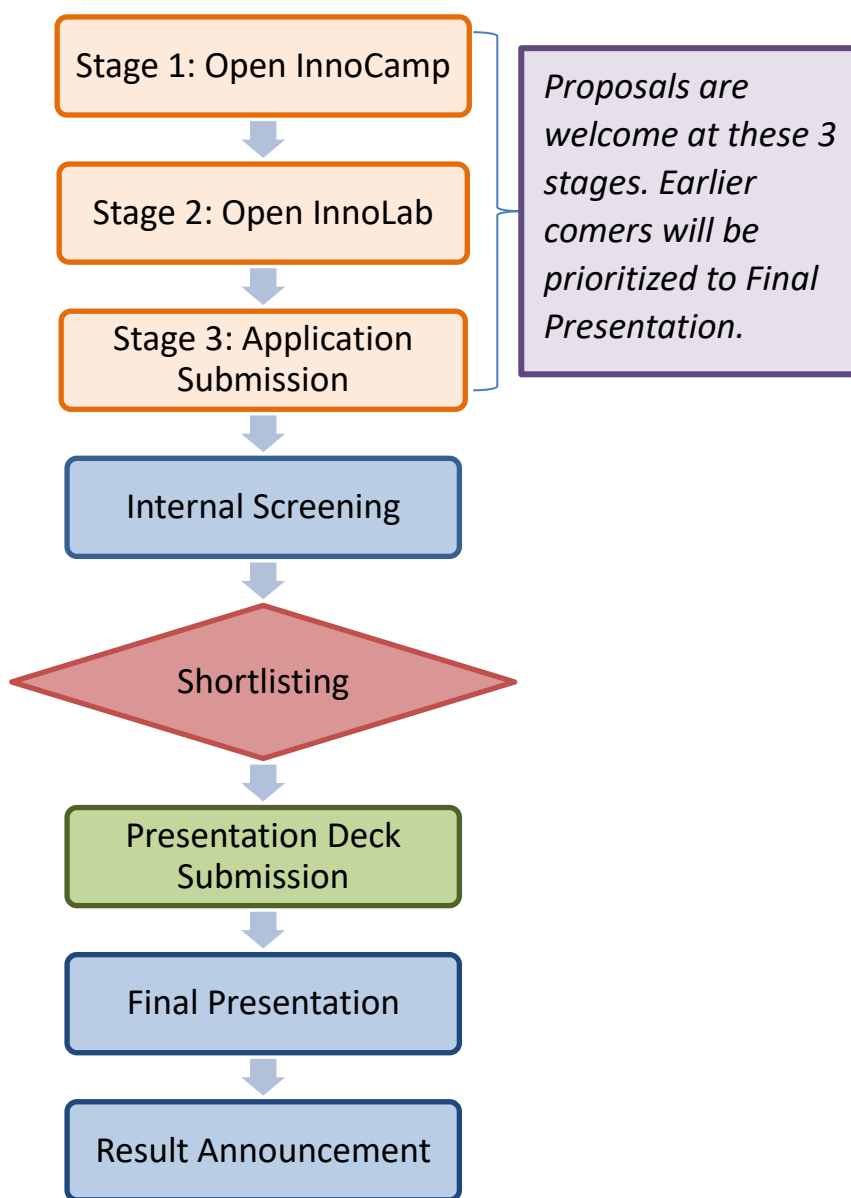 Stage 1: Open InnoCamp
Proposals are
welcome at these 3
stages. Earlier
comers will be
prioritized to Final
Presentation.
Stage 2: Open InnoLab
Stage 3: Application
Submission
Internal Screening
Shortlisting
Presentation Deck
Submission
Final Presentation
Result Announcement